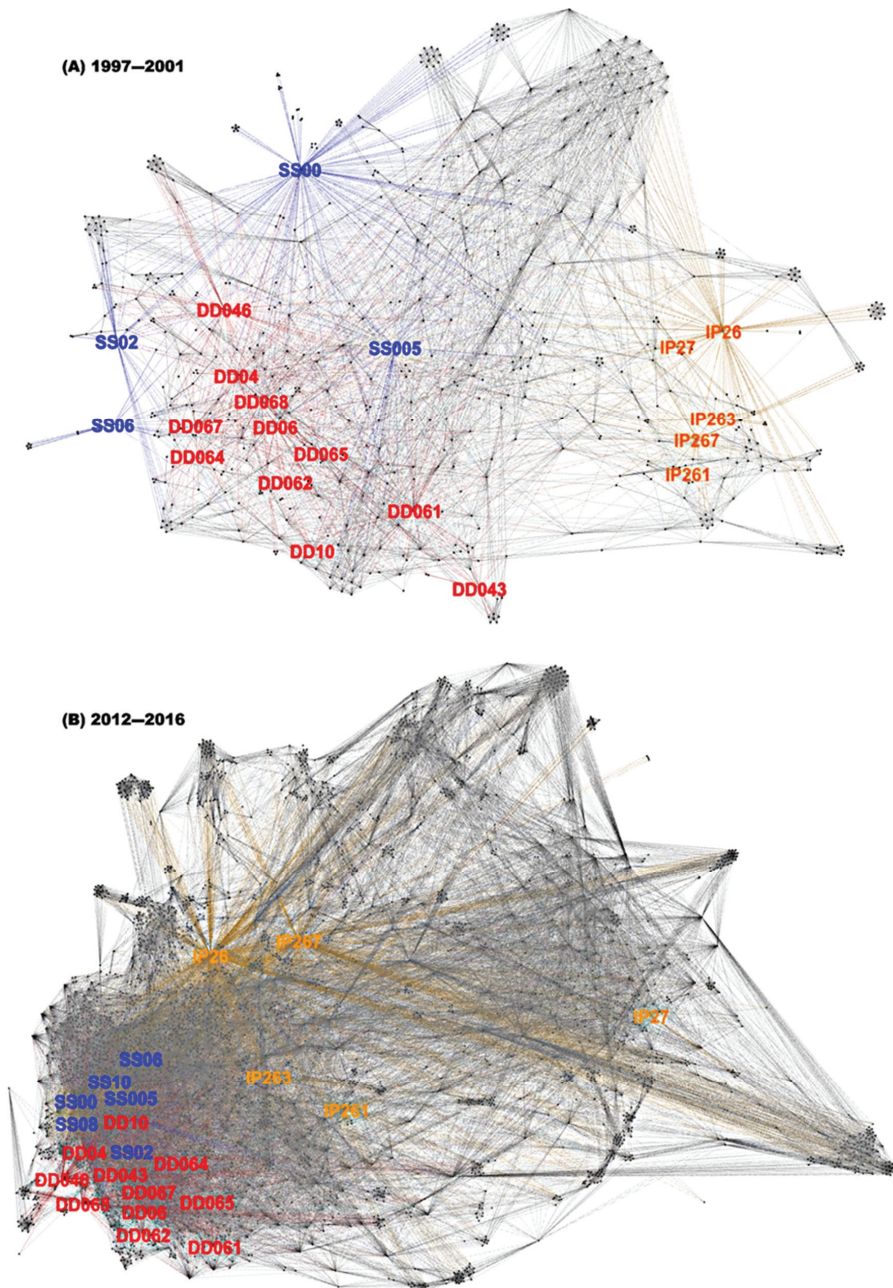 (A) 1997—2001
SS00
DD046
IP26
SS02
SS005
IP27
DD04
DD068
IP263
SS06
DD067
DD06
IP267
DD064
DD065
IP261
DD062
DD061
DD10
DD043
(B) 2012—2016
IP267
IP26
IP27
SS06
IP263
SS10
SS00
SS005
IP261
SS08
DD10
DD04
SS02
DD064
DD043
DD046
DD067
DD068
DD065
DD06
DD062
DD061